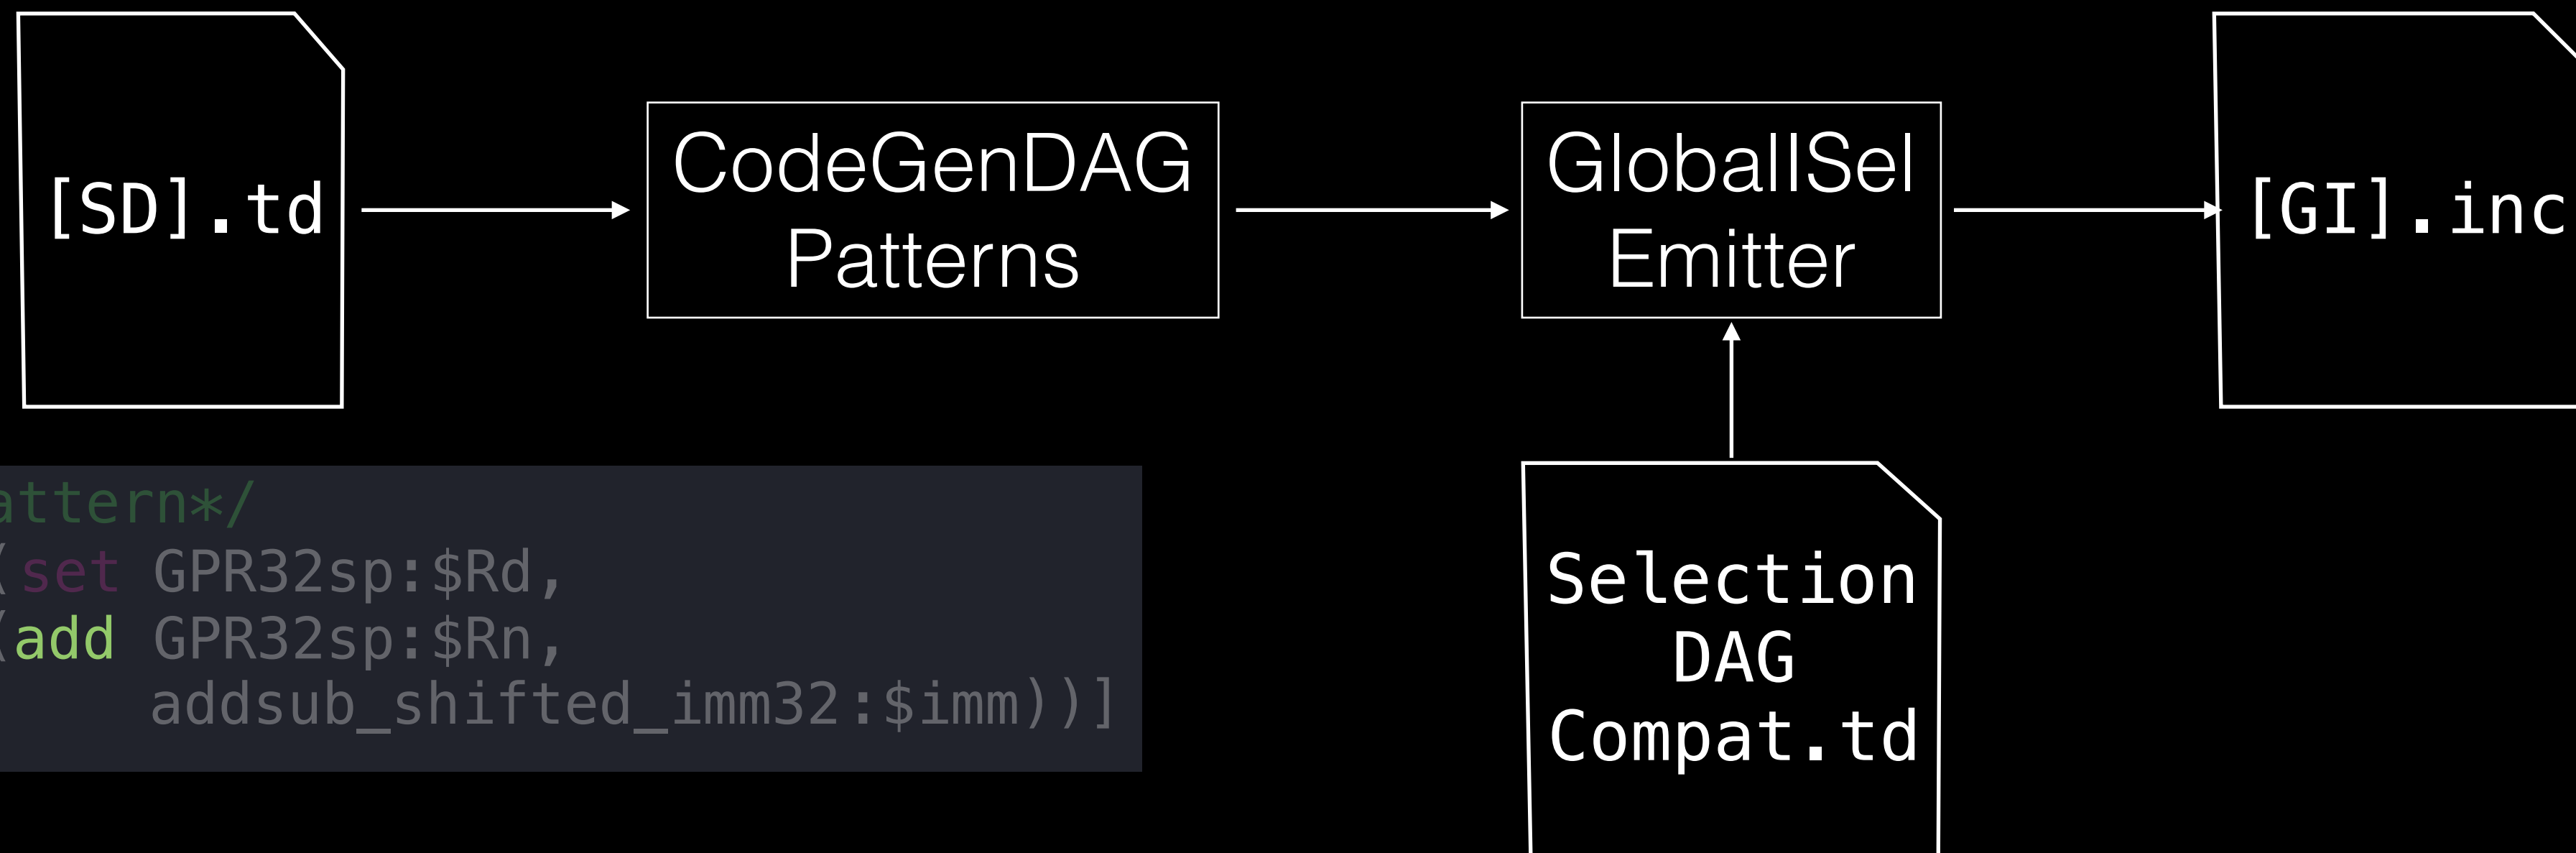 [SD].td
CodeGenDAG
Patterns
GlobalISel
Emitter
[GI].inc
attern*/
(set GPR32sp:$Rd,
(add GPR32sp:$Rn,
addsub_shifted_imm32:$imm))]
Selection
DAG
Compat.td